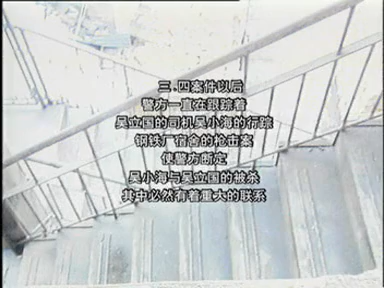 三.四案件以后
警方一直在跟踪着
吴立国的司机吴小海的行踪
钢铁厂宿舍的枪击案
使警方断定
吴小海与吴立国的被杀
其中必然有着重大的联系